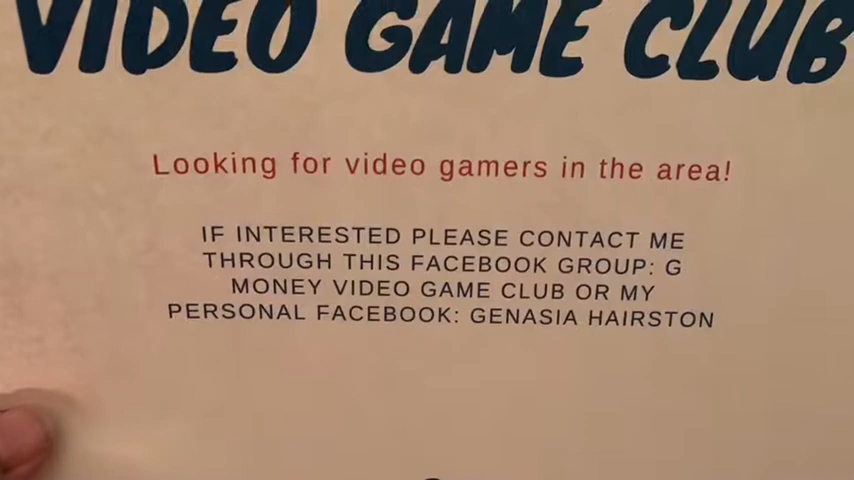 VIDEO GAME CLUB
Looking for video gamers in the area!
IF INTERESTED PLEASE CONTACT ME
THROUGH THIS FACEBOOK GROUP: G
MONEY VIDEO GAME CLUB OR MY
PERSONAL FACEBOOK: GENASIA HAIRSTON